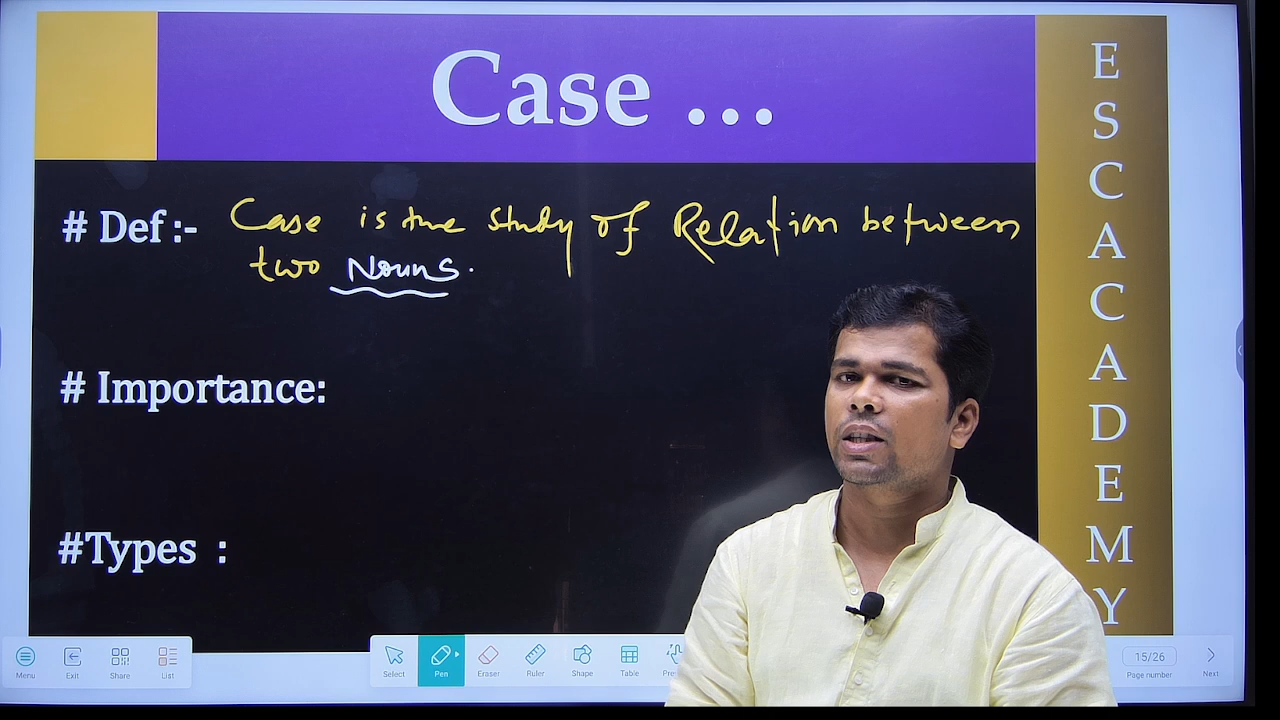 Case ...
# Def :- Case is the study of Relation between
two Nouns.
# Importance:
#Types :
ESCACADEMY
Menu
Exit
Share
List
Select
Pen
Eraser
Ruler
Shape
Table
15/26
Page number
Next